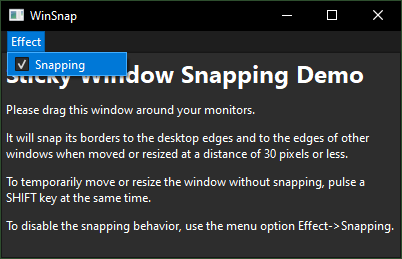 WinSnap
Effect
Snapping
Sticky Window Snapping Demo
Please drag this window around your monitors.
It will snap its borders to the desktop edges and to the edges of other
windows when moved or resized at a distance of 30 pixels or less.
To temporarily move or resize the window without snapping, pulse a
SHIFT key at the same time.
To disable the snapping behavior, use the menu option Effect->Snapping.